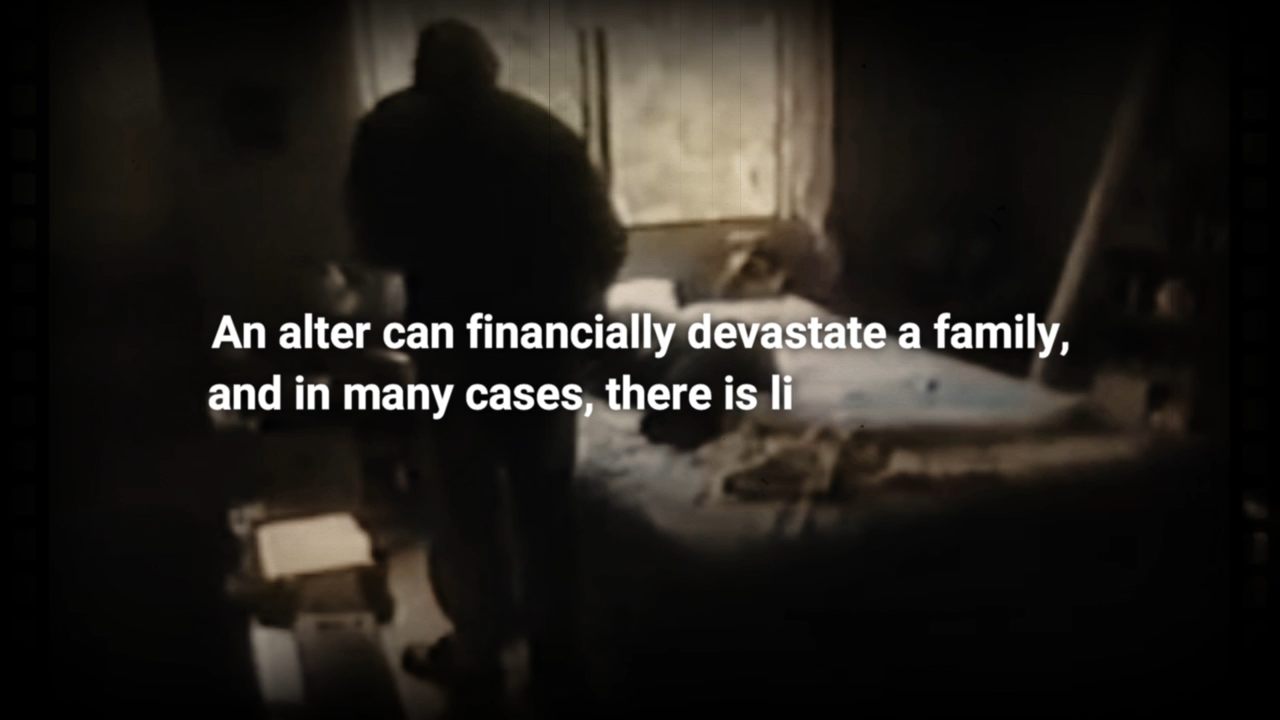 An alter can financially devastate a family,
and in many cases, there is li